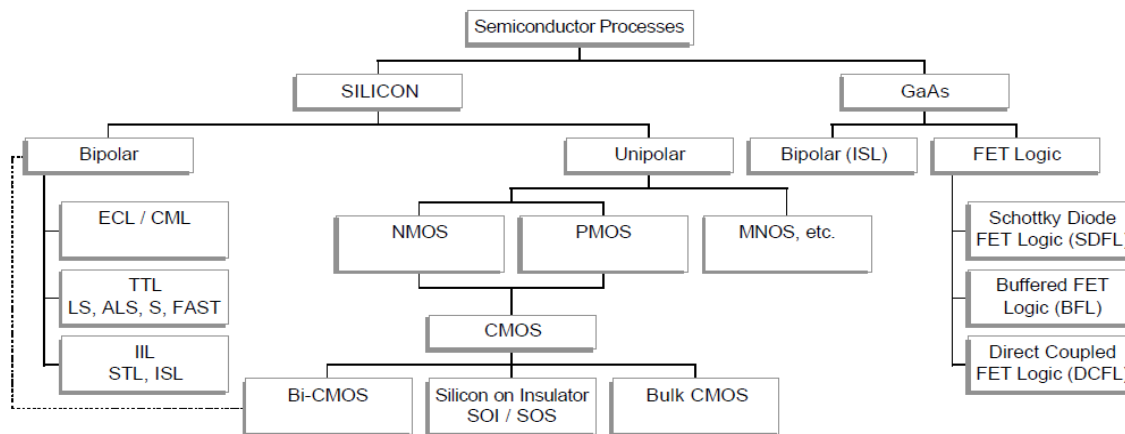 Semiconductor Processes
SILICON
GaAs
Bipolar
Unipolar
Bipolar (ISL)
FET Logic
ECL / CML
NMOS
PMOS
MNOS, etc.
Schottky Diode
FET Logic (SDFL)
TTL
LS, ALS, S, FAST
Buffered FET
Logic (BFL)
CMOS
IIL
STL, ISL
Direct Coupled
FET Logic (DCFL)
Bi-CMOS
Silicon on Insulator
SOI / SOS
Bulk CMOS